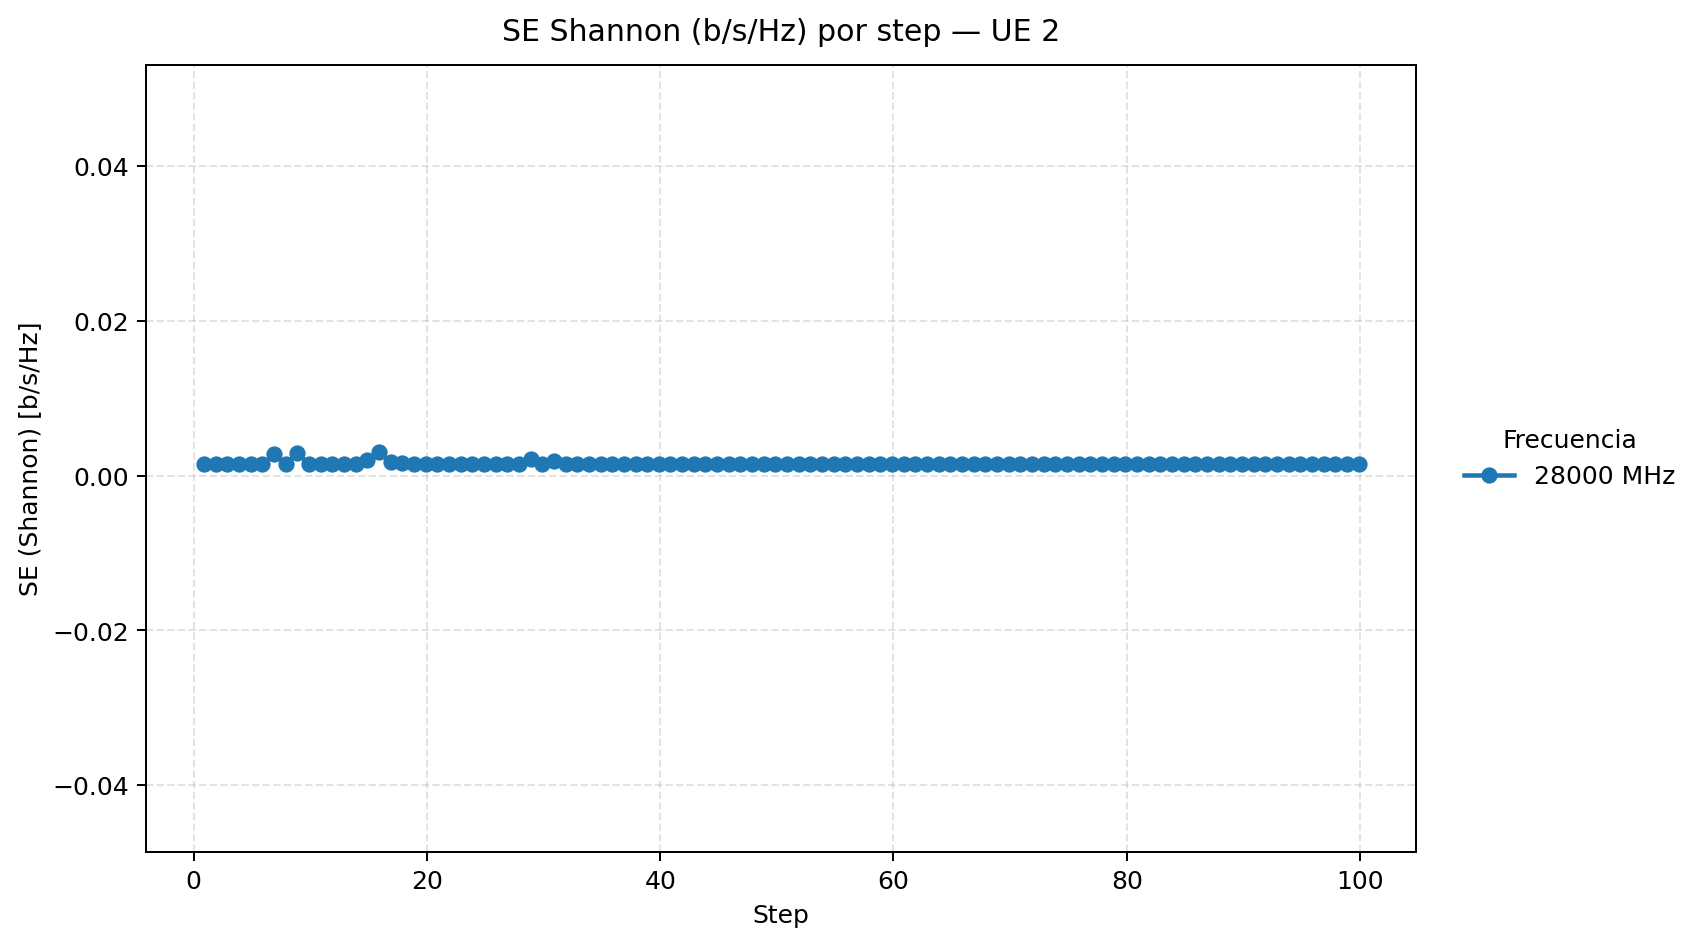 SE Shannon (b/s/Hz) por step — UE 2
SE (Shannon) [b/s/Hz]
0.04
0.02
0.00
−0.02
−0.04
0 20 40 60 80 100
Step
Frecuencia
28000 MHz